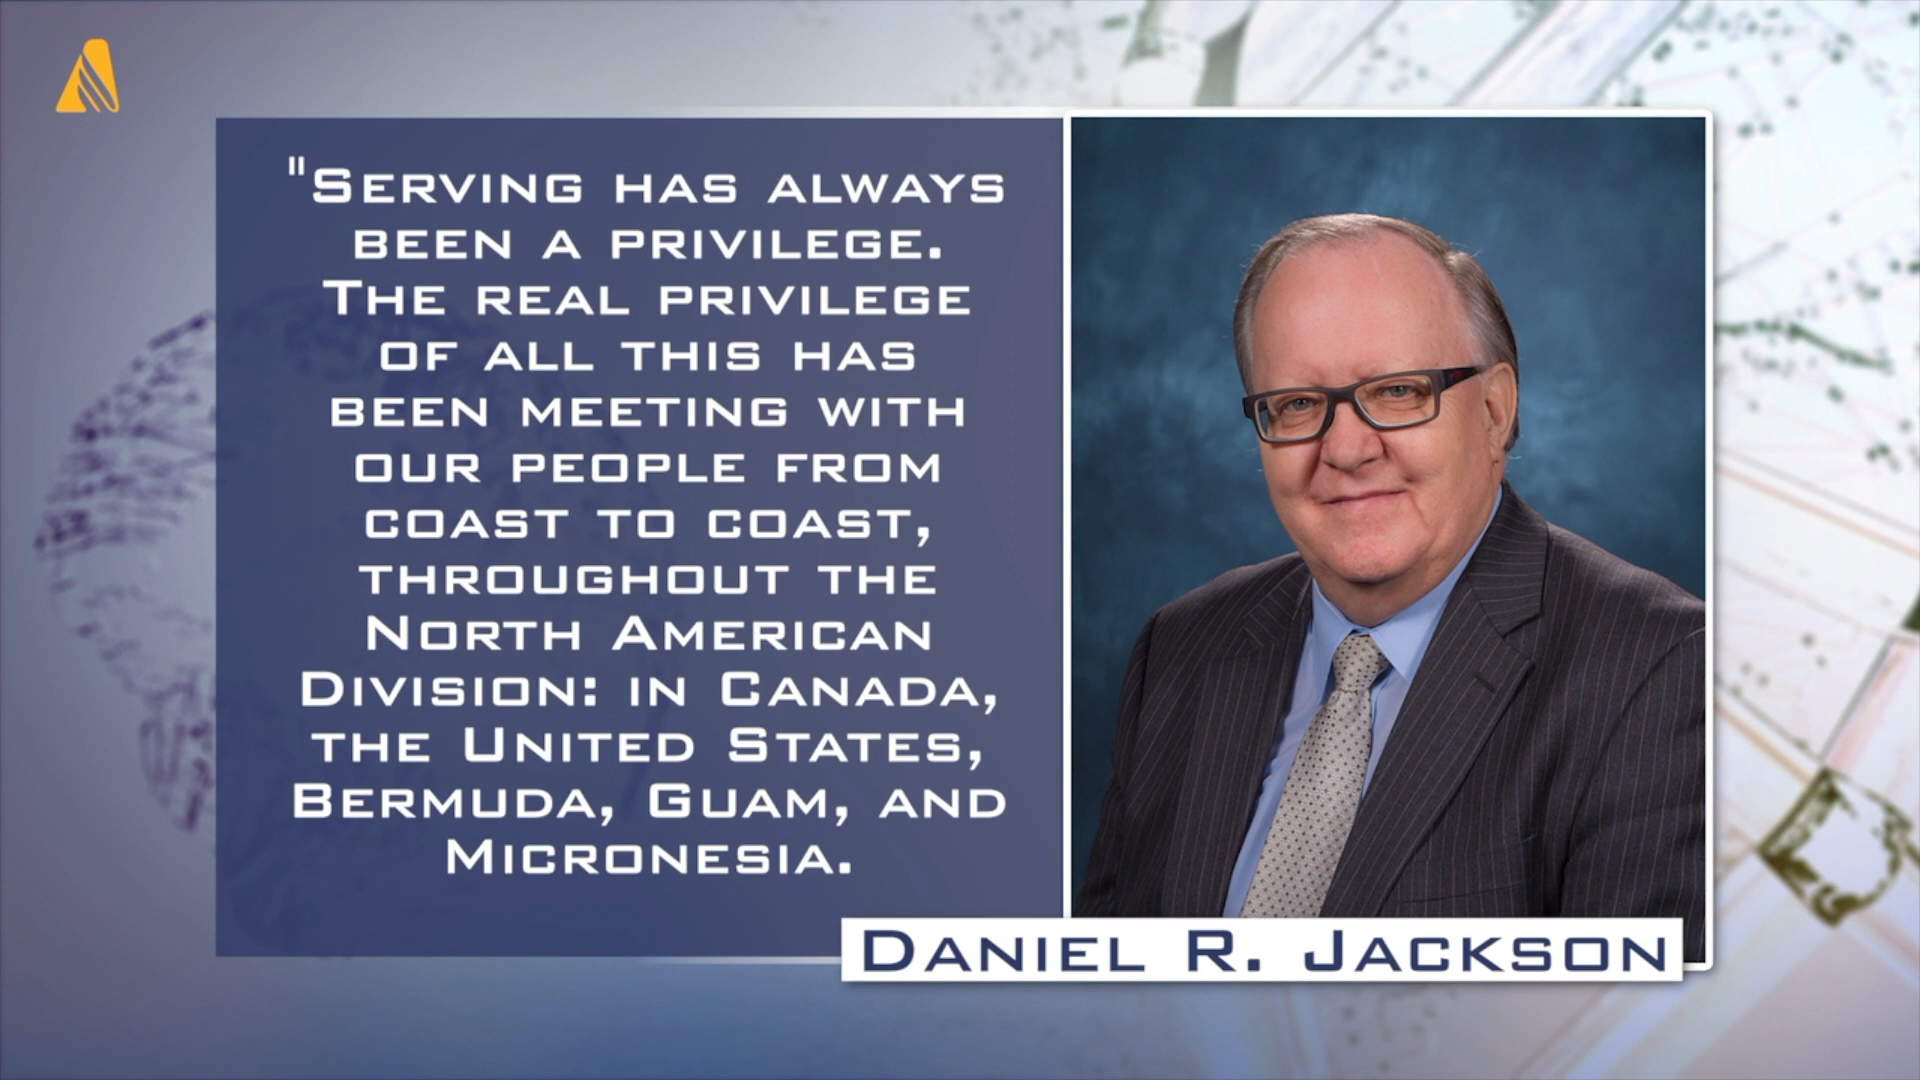 "Serving has always
been a privilege.
The real privilege
of all this has
been meeting with
our people from
coast to coast,
throughout the
North American
Division: in Canada,
the United States,
Bermuda, Guam, and
Micronesia.
Daniel R. Jackson